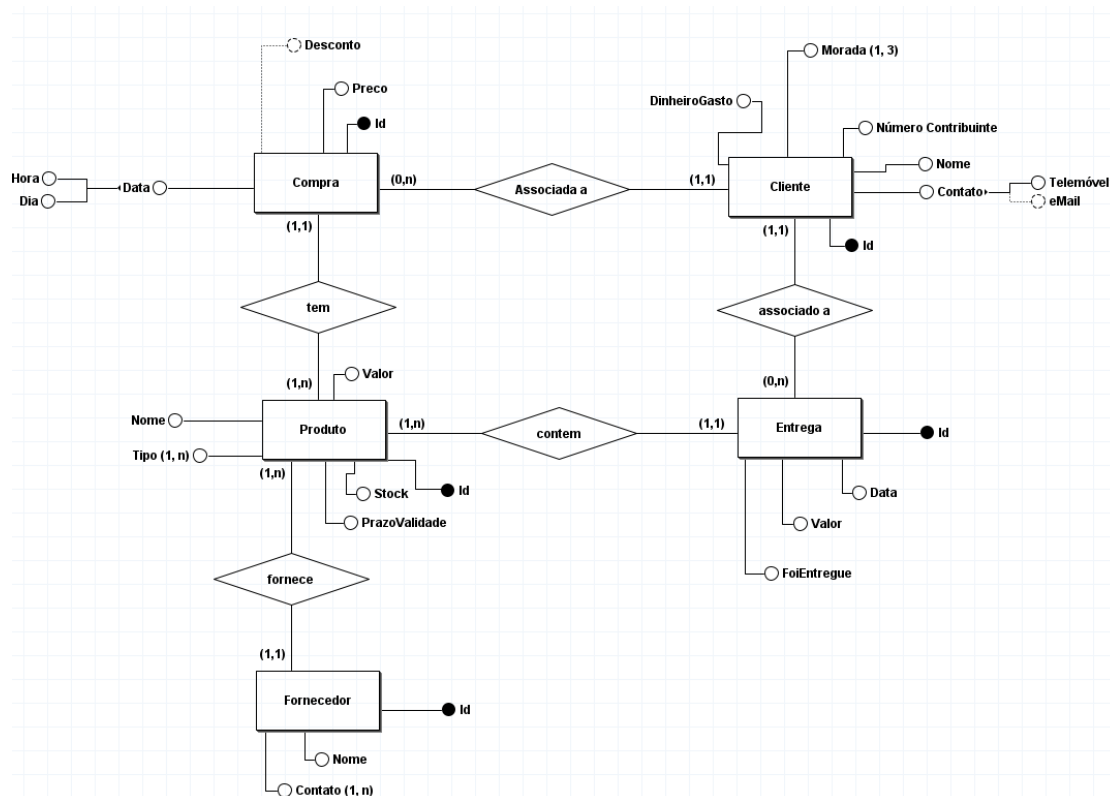 Desconto
Morada (1, 3)
Preco
DinheiroGasto
Id
Número Contribuinte
Nome
Hora
Data
Dia
Compra
(0,n)
Associada a
(1,1)
Cliente
Contato
Telemóvel
eMail
(1,1)
(1,1)
Id
tem
associado a
(1,n)
Valor
(0,n)
Nome
Produto
(1,n)
contem
(1,1)
Entrega
Id
Tipo (1, n)
(1,n)
Stock
Id
Data
PrazoValidade
Valor
fornece
FoiEntregue
(1,1)
Fornecedor
Id
Nome
Contato (1, n)